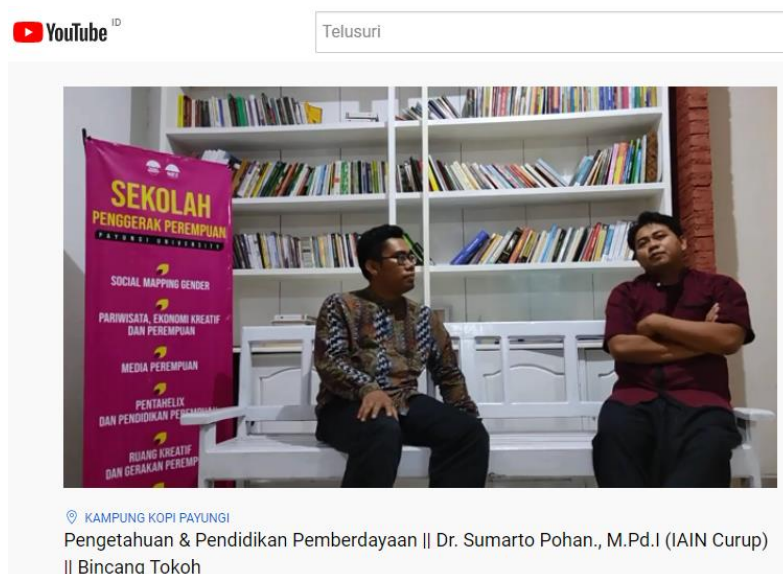 YouTube ID
Telusuri
SEKOLAH
PENGGERAK PEREMPUAN
PAYUNGI UNIVERSITY
SOCIAL MAPPING GENDER
PARIWISATA, EKONOMI KREATIF
DAN PEREMPUAN
MEDIA PEREMPUAN
PENTAHELIX
DAN PENDIDIKAN
RUANG KREATIF
DAN GERAKAN PEREMP
KAMPUNG KOPI PAYUNGI
Pengetahuan & Pendidikan Pemberdayaan || Dr. Sumarto Pohan., M.Pd.I (IAIN Curup)
|| Bincang Tokoh